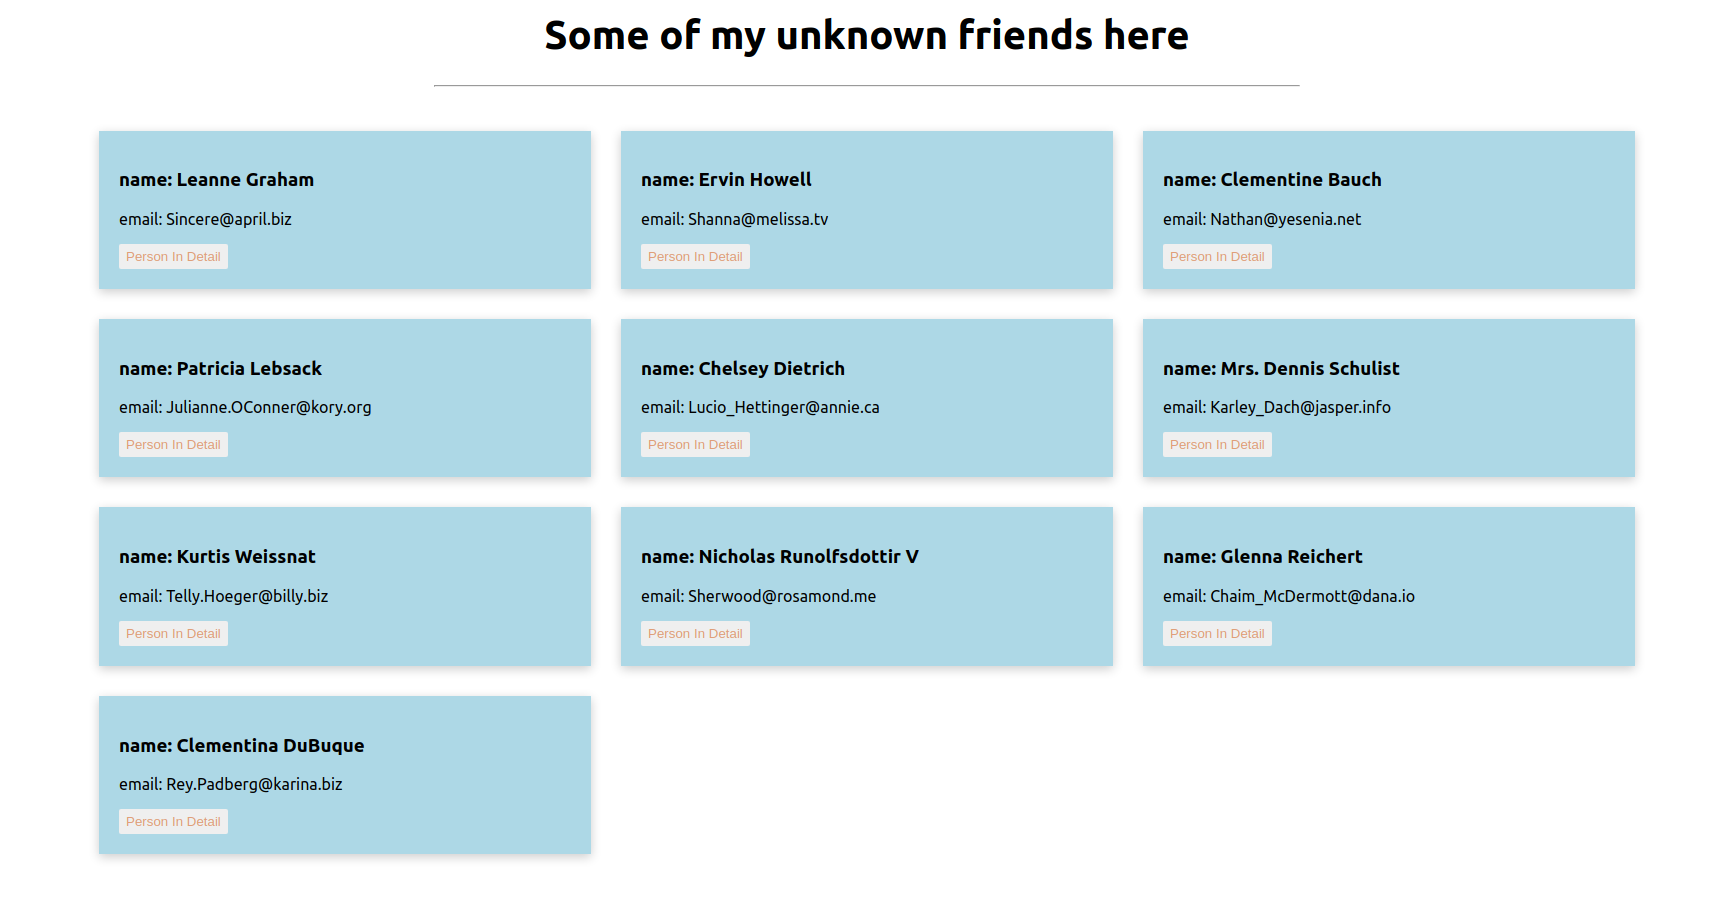 Some of my unknown friends here
name: Leanne Graham
email: Sincere@april.biz
Person In Detail
name: Ervin Howell
email: Shanna@melissa.tv
Person In Detail
name: Clementine Bauch
email: Nathan@yesenia.net
Person In Detail
name: Patricia Lebsack
email: Julianne.OConner@kory.org
Person In Detail
name: Chelsey Dietrich
email: Lucio_Hettinger@annie.ca
Person In Detail
name: Mrs. Dennis Schulist
email: Karley_Dach@jasper.info
Person In Detail
name: Kurtis Weissnat
email: Telly.Hoeger@billy.biz
Person In Detail
name: Nicholas Runolfsdottir V
email: Sherwood@rosamond.me
Person In Detail
name: Glenna Reichert
email: Chaim_McDermott@dana.io
Person In Detail
name: Clementina DuBuque
email: Rey.Padberg@karina.biz
Person In Detail